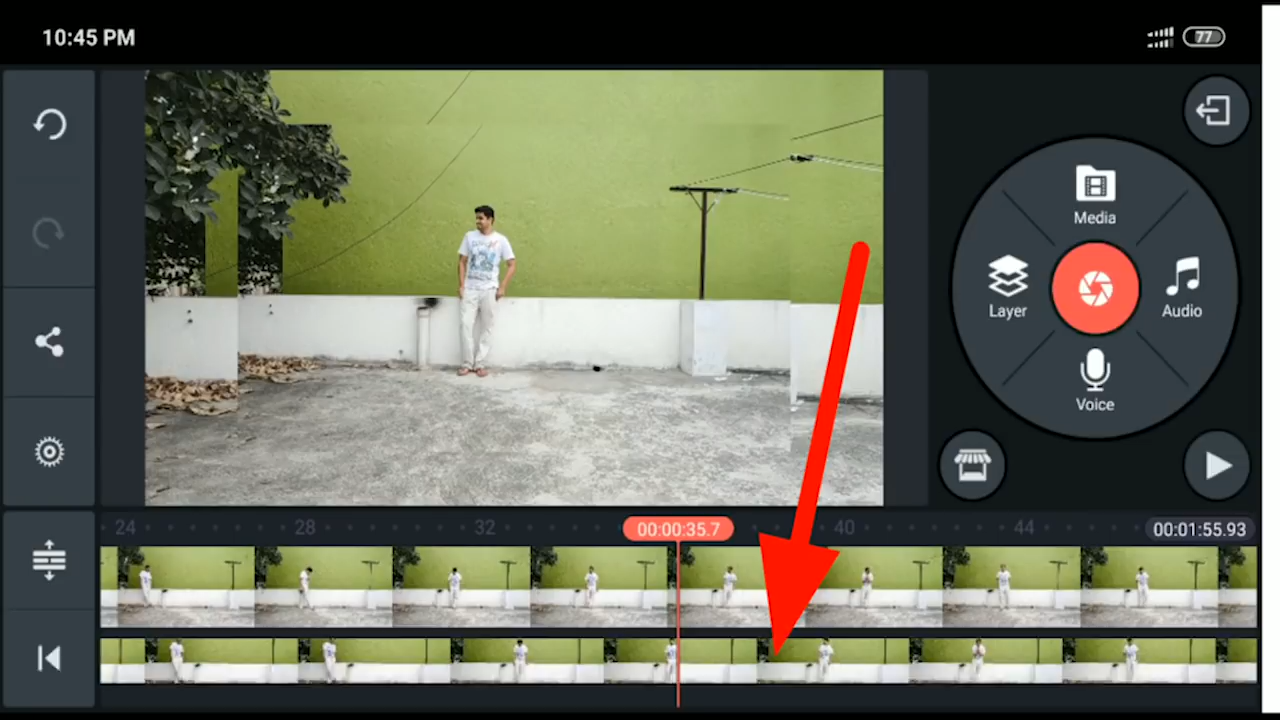 10:45 PM
77
Media
Layer
Audio
Voice
24
28
32
00:00:35.7
40
44
00:01:55.93